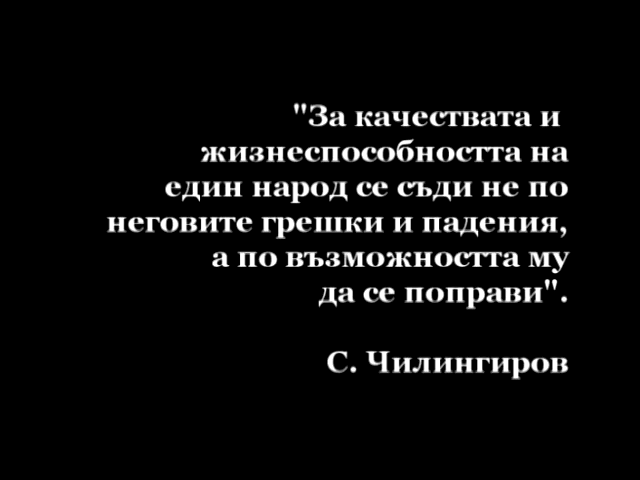 "За качествата и
жизнеспособността на
един народ се съди не по
неговите грешки и падения,
а по възможността му
да се поправи".
С. Чилингиров